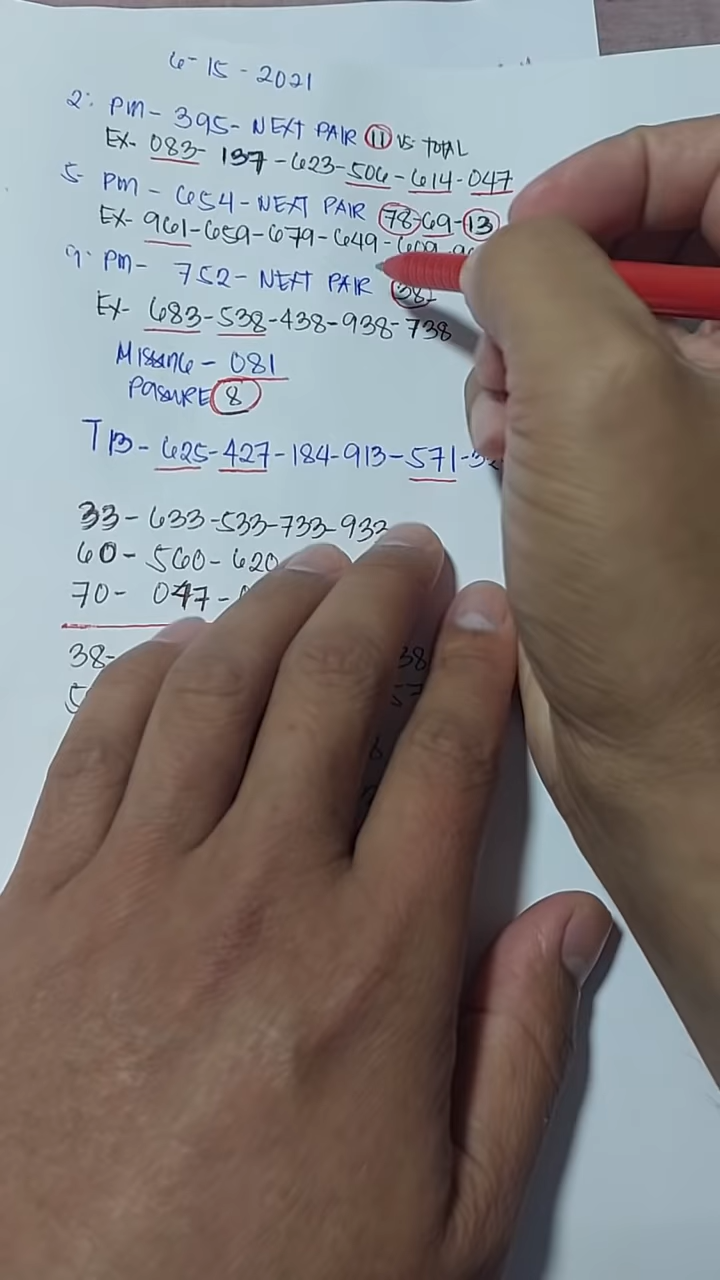 6-15-2021
2: PM - 395 - NEXT PAIR 11 VS TOTAL
EX- 083 - 137 - 623 - 506 - 614 - 047
5 PM - 654 - NEXT PAIR 78-69-13
EX- 961 - 659 - 679 - 649 - 609
9: PM - 752 - NEXT PAIR 38
EX- 683 - 538 - 438 - 938 - 738
MISSING - 081
PASURE 8
TB - 625 - 427 - 184 - 913 - 571
33 - 633 - 533 - 733 - 933
60 - 560 - 620
70 - 047 -
38-